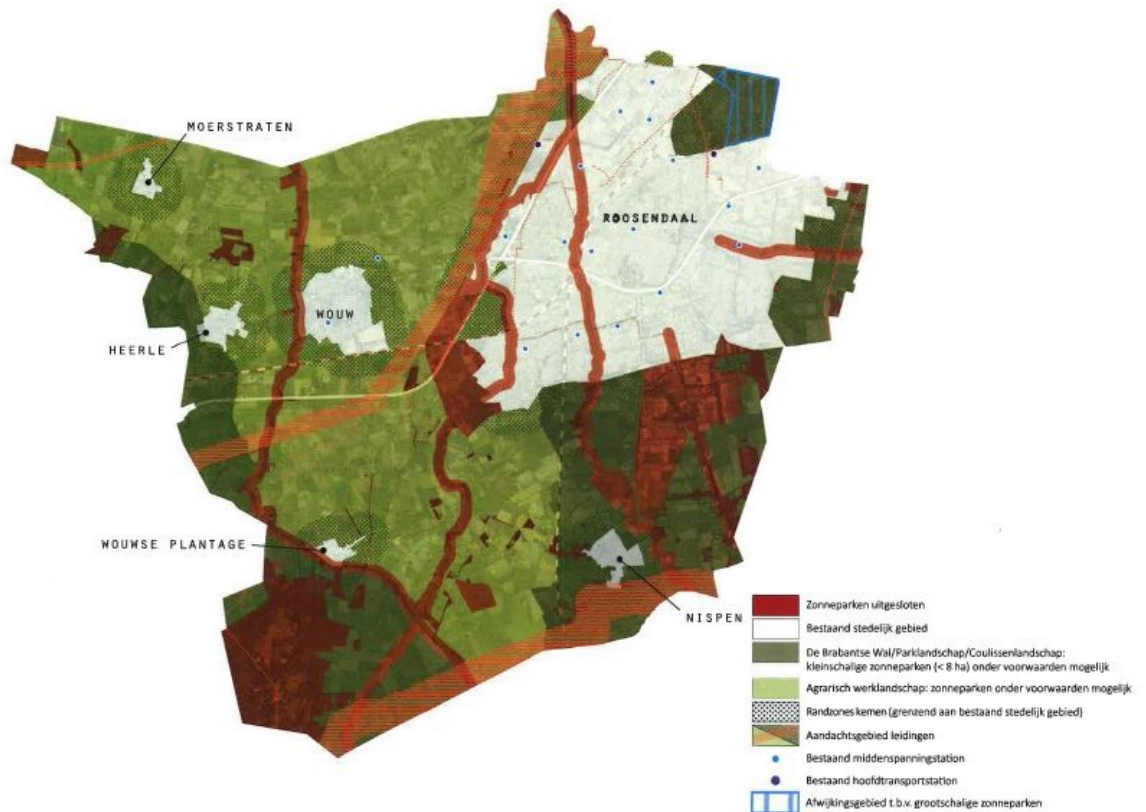 MOERSTRATEN
ROOSENDAAL
WOUW
HEERLE
WOUWSE PLANTAGE
NISPEN
Zonneparken uitgesloten
Bestaand stedelijk gebied
De Brabantse Wal/Parklandschap/Coulissenlandschap:
kleinschalige zonneparken (< 8 ha) onder voorwaarden mogelijk
Agrarisch werklandschap: zonneparken onder voorwaarden mogelijk
Randzones kernen (grenzend aan bestaand stedelijk gebied)
Aandachtsgebied leidingen
Bestaand middenspanningstation
Bestaand hoofdtransportstation
Afwijkingsgebied t.b.v. grootschalige zonneparken